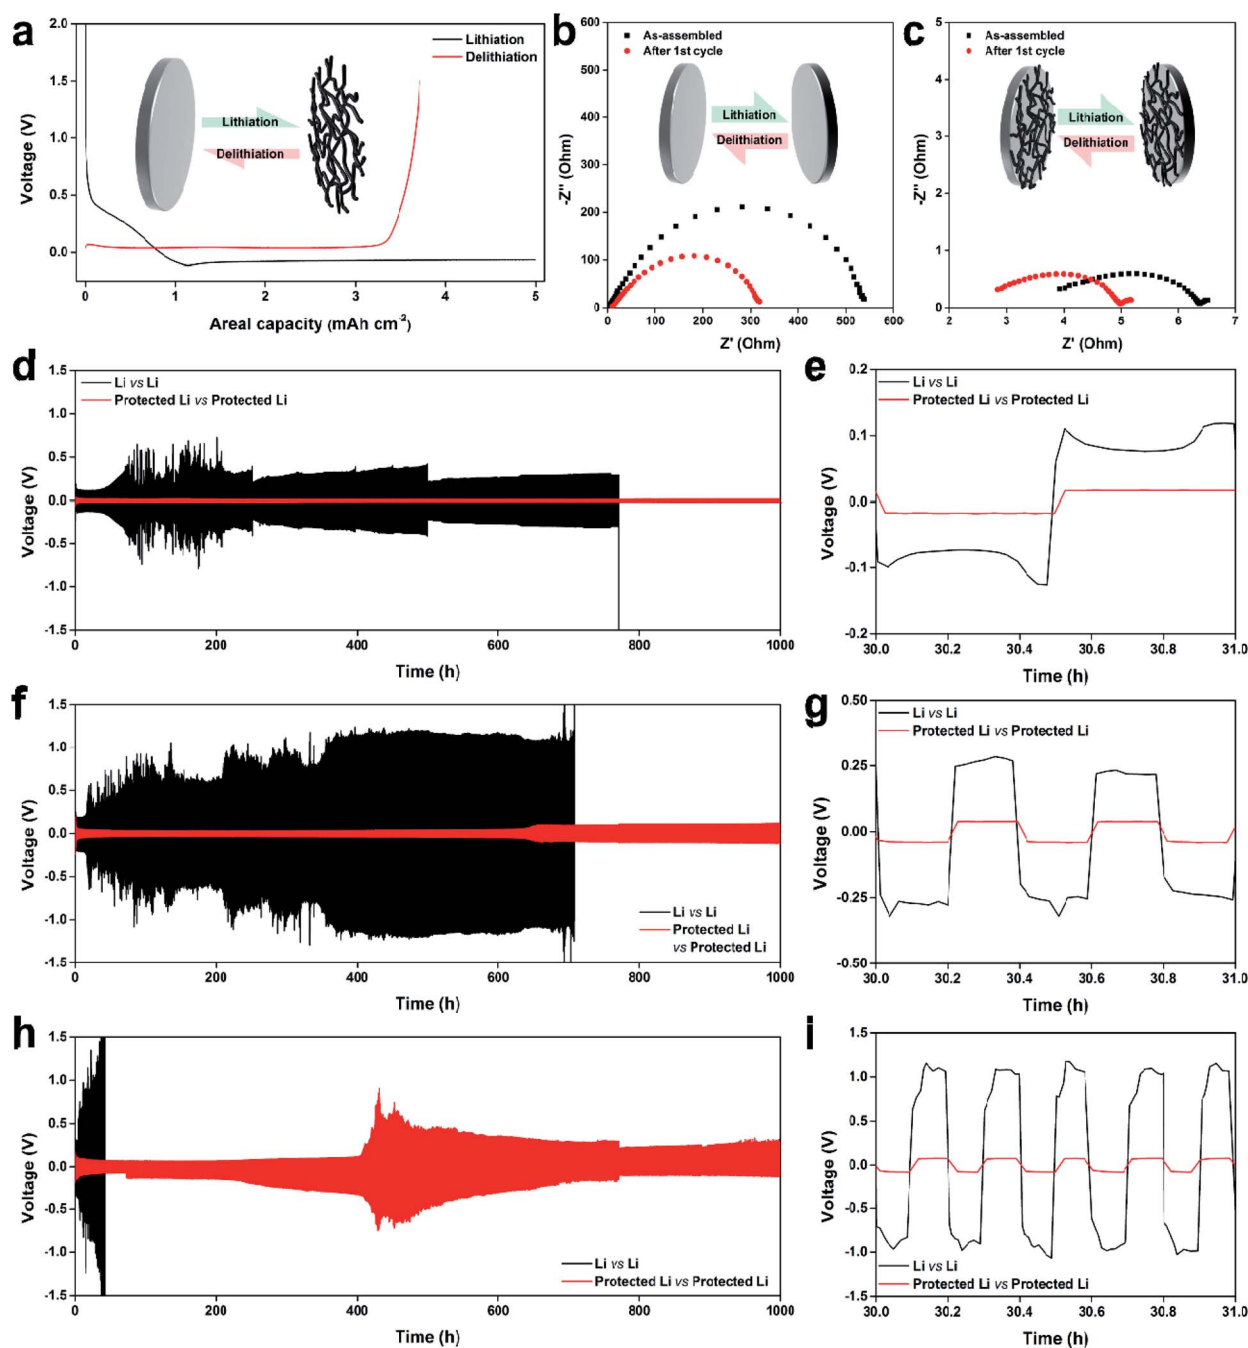 a
Voltage (V)
2.0
1.5
1.0
0.5
0.0
Lithiation
Delithiation
Lithiation
Delithiation
0 1 2 3 4 5
Areal capacity (mAh cm⁻²)
b
-Z'' (Ohm)
600
500
400
300
200
100
0
As-assembled
After 1st cycle
Lithiation
Delithiation
0 100 200 300 400 500 600
Z' (Ohm)
c
-Z'' (Ohm)
5
4
3
2
1
0
As-assembled
After 1st cycle
Lithiation
Delithiation
2 3 4 5 6 7
Z' (Ohm)
d
Voltage (V)
1.5
1.0
0.5
0.0
-0.5
-1.0
-1.5
Li vs Li
Protected Li vs Protected Li
0 200 400 600 800 1000
Time (h)
e
Voltage (V)
0.2
0.1
0.0
-0.1
-0.2
Li vs Li
Protected Li vs Protected Li
30.0 30.2 30.4 30.6 30.8 31.0
Time (h)
f
Voltage (V)
1.5
1.0
0.5
0.0
-0.5
-1.0
-1.5
Li vs Li
Protected Li
vs Protected Li
0 200 400 600 800 1000
Time (h)
g
Voltage (V)
0.50
0.25
0.00
-0.25
-0.50
Li vs Li
Protected Li vs Protected Li
30.0 30.2 30.4 30.6 30.8 31.0
Time (h)
h
Voltage (V)
1.5
1.0
0.5
0.0
-0.5
-1.0
-1.5
Li vs Li
Protected Li vs Protected Li
0 200 400 600 800 1000
Time (h)
i
Voltage (V)
1.5
1.0
0.5
0.0
-0.5
-1.0
-1.5
Li vs Li
Protected Li vs Protected Li
30.0 30.2 30.4 30.6 30.8 31.0
Time (h)